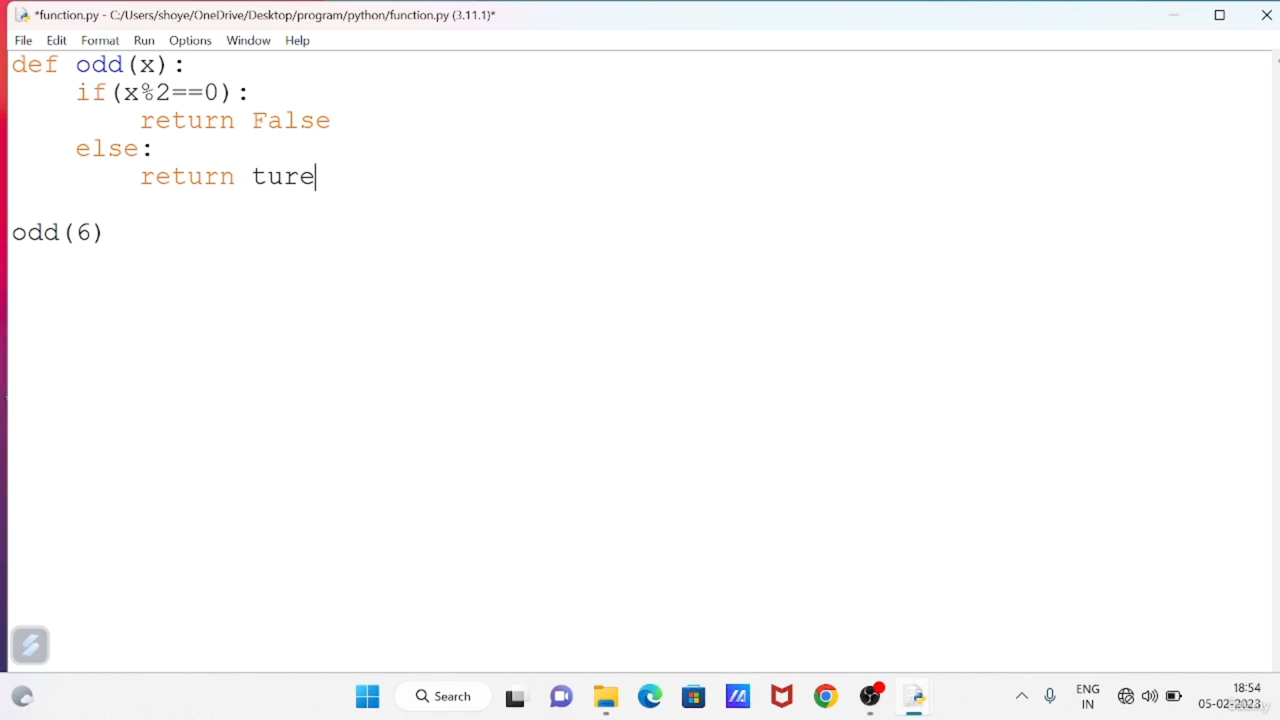 *function.py - C:/Users/shoye/OneDrive/Desktop/program/python/function.py (3.11.1)*
File Edit Format Run Options Window Help
def odd(x):
    if(x%2==0):
        return False
    else:
        return ture
odd(6)
Search
ENG
IN
18:54
05-02-2023